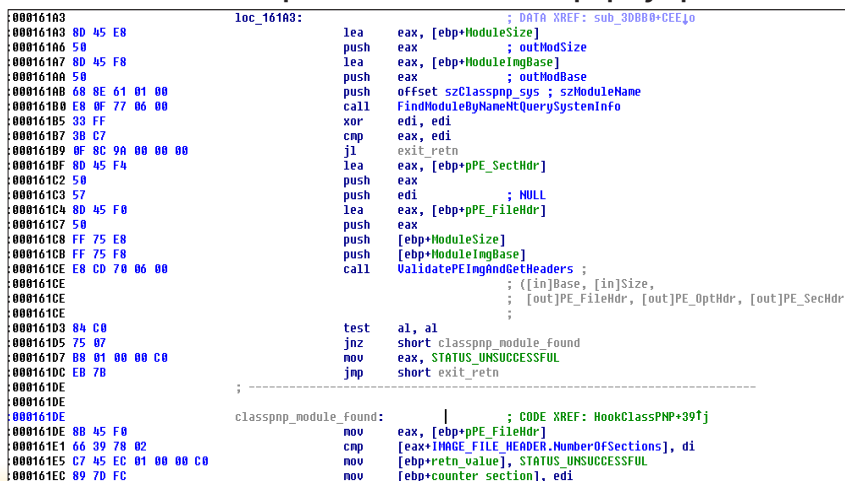 :000161A3 loc_161A3: ; DATA XREF: sub_3DBB0+CEE↓o
:000161A3 8D 45 E8 lea eax, [ebp+ModuleSize]
:000161A6 50 push eax ; outModSize
:000161A7 8D 45 F8 lea eax, [ebp+ModuleImgBase]
:000161AA 50 push eax ; outModBase
:000161AB 68 8E 61 01 00 push offset szClasspnp_sys ; szModuleName
:000161B0 E8 0F 77 06 00 call FindModuleByNameNtQuerySystemInfo
:000161B5 33 FF xor edi, edi
:000161B7 3B C7 cmp eax, edi
:000161B9 0F 8C 9A 00 00 00 jl exit_retn
:000161BF 8D 45 F4 lea eax, [ebp+pPE_SectHdr]
:000161C2 50 push eax
:000161C3 57 push edi ; NULL
:000161C4 8D 45 F0 lea eax, [ebp+pPE_FileHdr]
:000161C7 50 push eax
:000161C8 FF 75 E8 push [ebp+ModuleSize]
:000161CB FF 75 F8 push [ebp+ModuleImgBase]
:000161CE E8 CD 70 06 00 call ValidatePEImgAndGetHeaders ;
:000161CE ; ([in]Base, [in]Size,
:000161CE ; [out]PE_FileHdr, [out]PE_OptHdr, [out]PE_SecHdr
:000161CE ;
:000161D3 84 C0 test al, al
:000161D5 75 07 jnz short classpnp_module_found
:000161D7 B8 01 00 00 C0 mov eax, STATUS_UNSUCCESSFUL
:000161DC EB 7B jmp short exit_retn
:000161DE ; ---------------------------------------------------------------------------
:000161DE
:000161DE classpnp_module_found: ; CODE XREF: HookClassPNP+39↑j
:000161DE 8B 45 F0 mov eax, [ebp+pPE_FileHdr]
:000161E1 66 39 78 02 cmp [eax+IMAGE_FILE_HEADER.NumberOfSections], di
:000161E5 C7 45 EC 01 00 00 C0 mov [ebp+retn_value], STATUS_UNSUCCESSFUL
:000161EC 89 7D FC mov [ebp+counter_section], edi